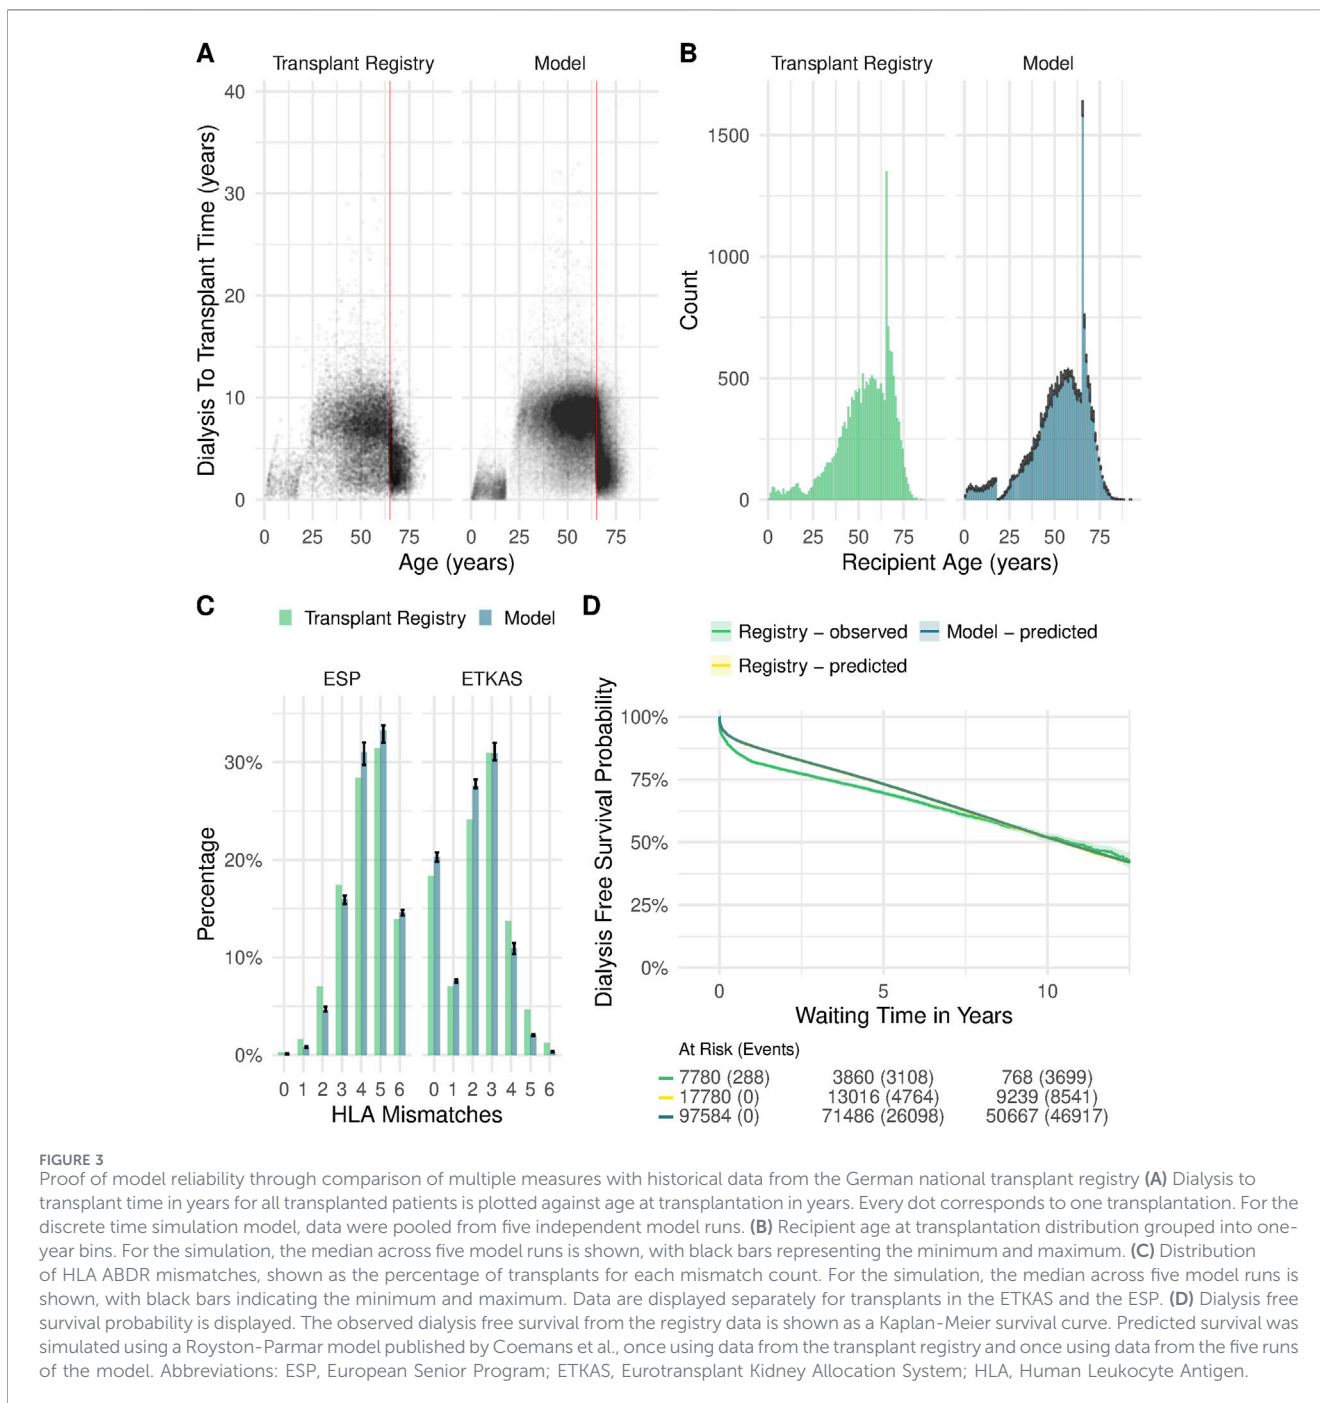 A
Transplant Registry
Model
Dialysis To Transplant Time (years)
40
30
20
10
0
0 25 50 75 0 25 50 75
Age (years)
B
Transplant Registry
Model
Count
1500
1000
500
0
0 25 50 75 0 25 50 75
Recipient Age (years)
C
Transplant Registry
Model
ESP
ETKAS
Percentage
30%
20%
10%
0%
0 1 2 3 4 5 6 0 1 2 3 4 5 6
HLA Mismatches
D
Registry – observed
Model – predicted
Registry – predicted
Dialysis Free Survival Probability
100%
75%
50%
25%
0%
0 5 10
Waiting Time in Years
At Risk (Events)
7780 (288) 3860 (3108) 768 (3699)
17780 (0) 13016 (4764) 9239 (8541)
97584 (0) 71486 (26098) 50667 (46917)
FIGURE 3
Proof of model reliability through comparison of multiple measures with historical data from the German national transplant registry (A) Dialysis to
transplant time in years for all transplanted patients is plotted against age at transplantation in years. Every dot corresponds to one transplantation. For the
discrete time simulation model, data were pooled from five independent model runs. (B) Recipient age at transplantation distribution grouped into one-
year bins. For the simulation, the median across five model runs is shown, with black bars representing the minimum and maximum. (C) Distribution
of HLA ABDR mismatches, shown as the percentage of transplants for each mismatch count. For the simulation, the median across five model runs is
shown, with black bars indicating the minimum and maximum. Data are displayed separately for transplants in the ETKAS and the ESP. (D) Dialysis free
survival probability is displayed. The observed dialysis free survival from the registry data is shown as a Kaplan-Meier survival curve. Predicted survival was
simulated using a Royston-Parmar model published by Coemans et al., once using data from the transplant registry and once using data from the five runs
of the model. Abbreviations: ESP, European Senior Program; ETKAS, Eurotransplant Kidney Allocation System; HLA, Human Leukocyte Antigen.